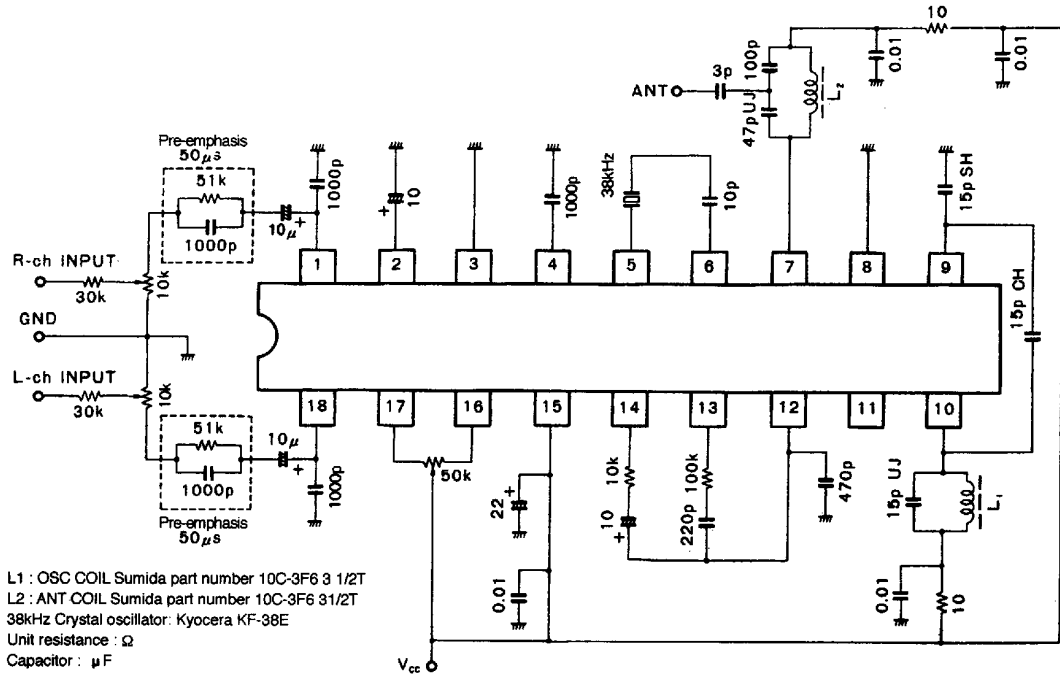 10
0.01
0.01
3p
100p
ANT
47p UJ
L₂
Pre-emphasis
50μs
51k
1000p
10μ
+
1000p
+
10
1000p
38kHz
10p
15p SH
R-ch INPUT
30k
10k
1
2
3
4
5
6
7
8
9
GND
15p CH
L-ch INPUT
30k
10k
18
17
16
15
14
13
12
11
10
51k
1000p
10μ
+
1000p
Pre-emphasis
50μs
50k
22
+
10k
10
+
100k
220p
470p
15p UJ
L₁
0.01
0.01
10
L1 : OSC COIL Sumida part number 10C-3F6 3 1/2T
L2 : ANT COIL Sumida part number 10C-3F6 31/2T
38kHz Crystal oscillator: Kyocera KF-38E
Unit resistance : Ω
Capacitor : μF
Vcc